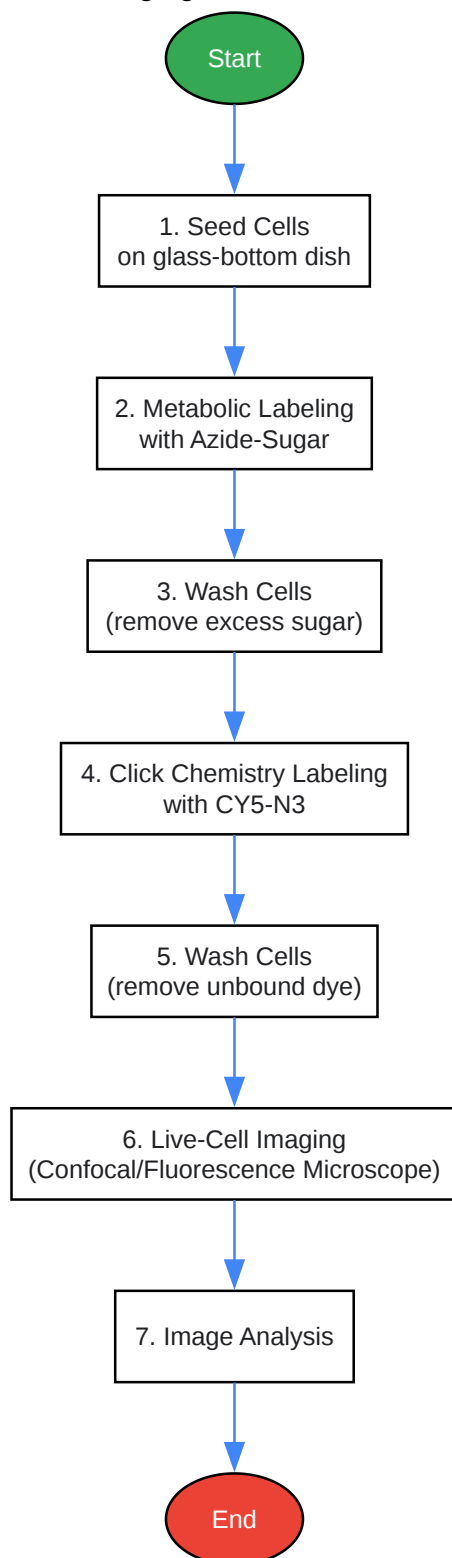 Start
1. Seed Cells
on glass-bottom dish
2. Metabolic Labeling
with Azide-Sugar
3. Wash Cells
(remove excess sugar)
4. Click Chemistry Labeling
with CY5-N3
5. Wash Cells
(remove unbound dye)
6. Live-Cell Imaging
(Confocal/Fluorescence Microscope)
7. Image Analysis
End